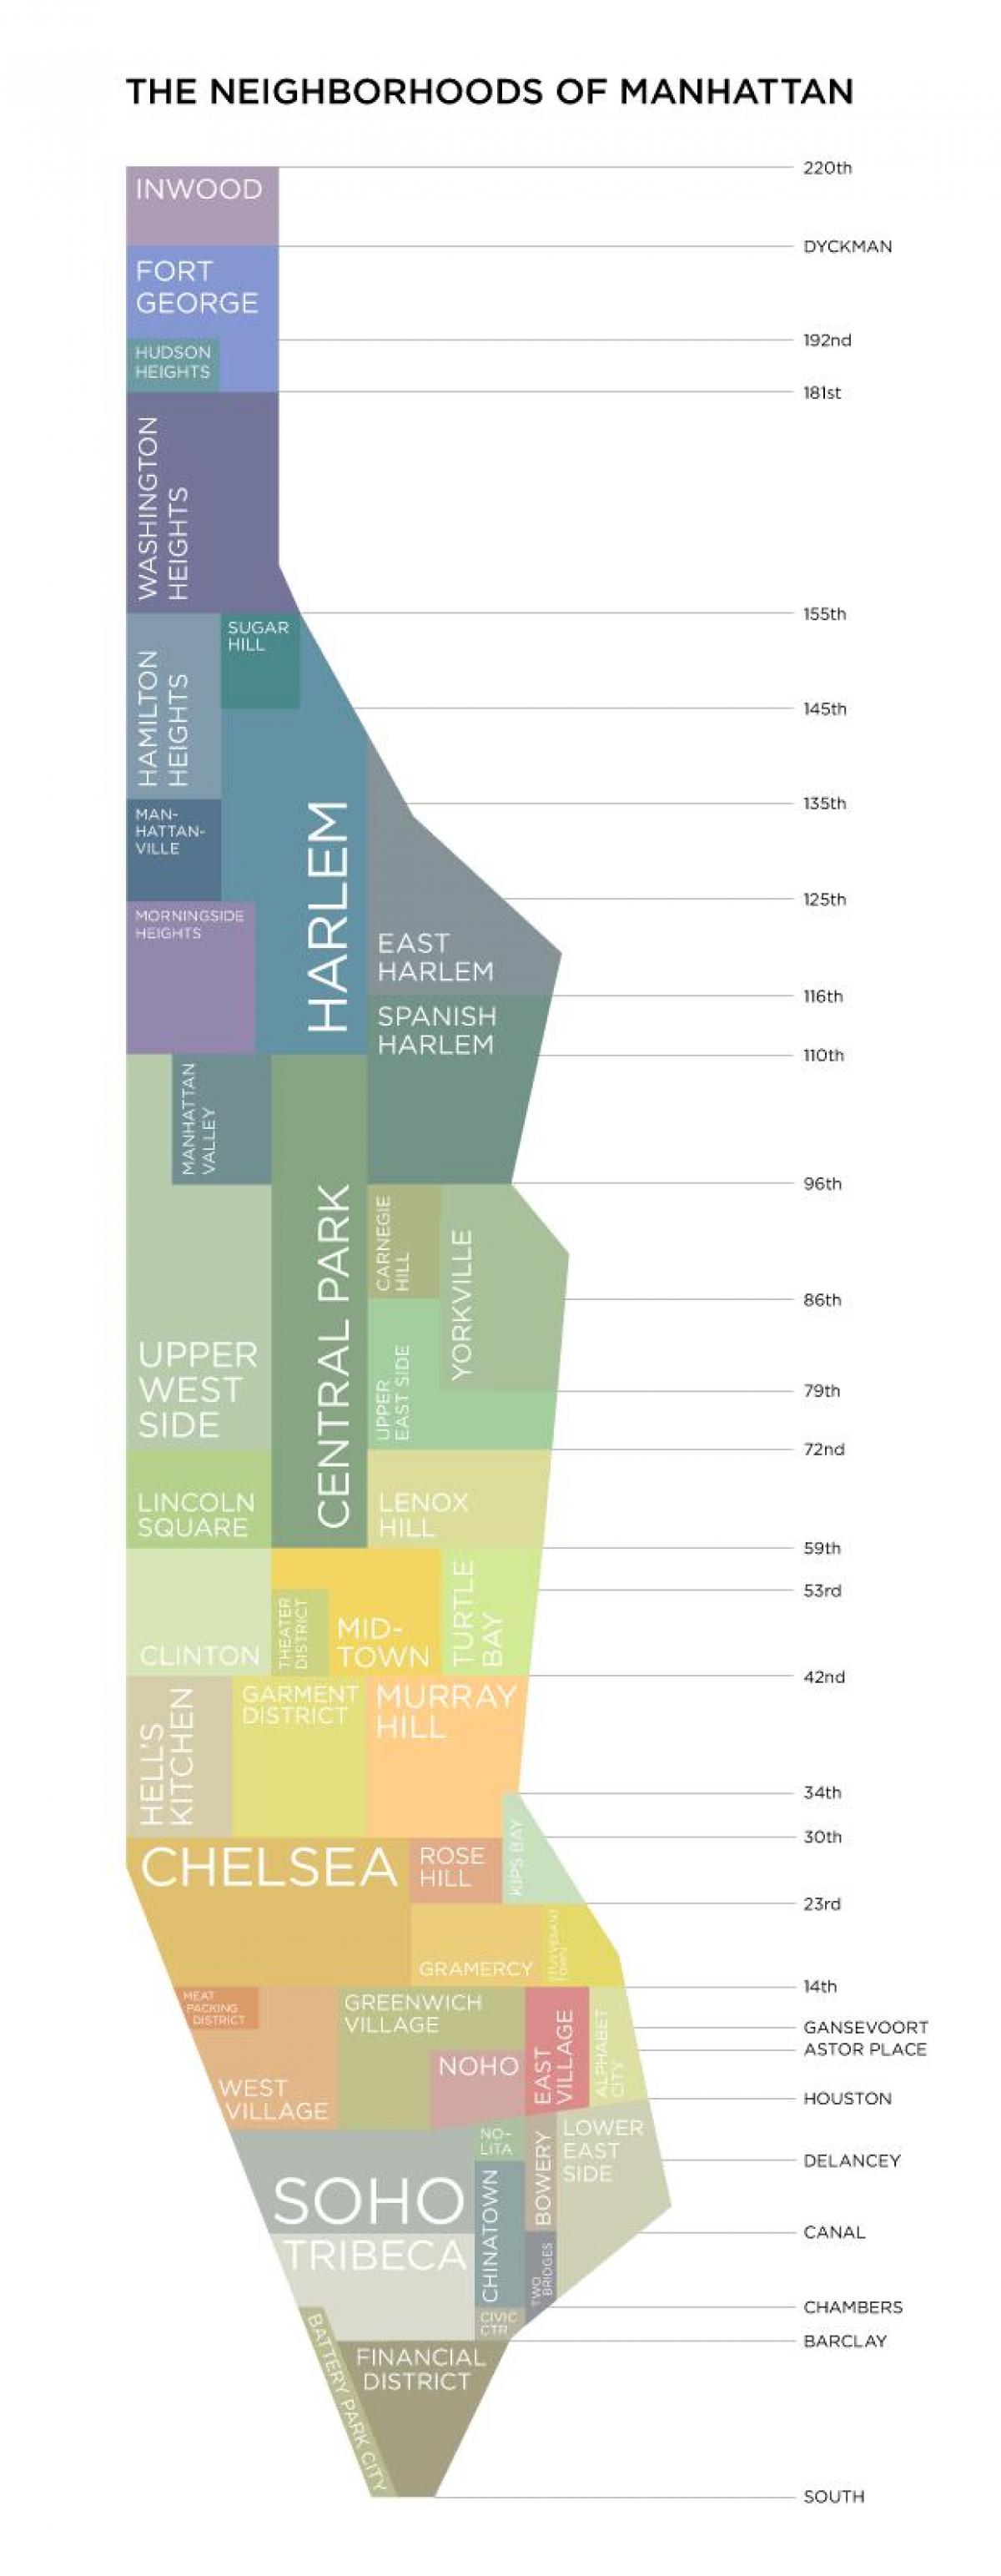 THE NEIGHBORHOODS OF MANHATTAN
220th
INWOOD
DYCKMAN
FORT
GEORGE
192nd
HUDSON
HEIGHTS
181st
WASHINGTON
HEIGHTS
155th
SUGAR
HILL
HAMILTON
HEIGHTS
145th
135th
MAN-
HATTAN-
VILLE
HARLEM
125th
MORNINGSIDE
HEIGHTS
EAST
HARLEM
116th
SPANISH
HARLEM
110th
MANHATTAN
VALLEY
96th
CENTRAL PARK
CARNEGIE
HILL
YORKVILLE
86th
UPPER
WEST
SIDE
UPPER
EAST SIDE
79th
72nd
LINCOLN
SQUARE
LENOX
HILL
59th
53rd
CLINTON
THEATER
DISTRICT
MID-
TOWN
TURTLE
BAY
42nd
HELL'S
KITCHEN
GARMENT
DISTRICT
MURRAY
HILL
34th
30th
CHELSEA
ROSE
HILL
KIPS BAY
23rd
GRAMERCY
STUYVESANT
TOWN
14th
MEAT
PACKING
DISTRICT
GREENWICH
VILLAGE
EAST
VILLAGE
ALPHABET
CITY
GANSEVOORT
ASTOR PLACE
NOHO
WEST
VILLAGE
HOUSTON
NO-
LITA
BOWERY
LOWER
EAST
SIDE
DELANCEY
SOHO
CHINATOWN
CANAL
TRIBECA
TWO
BRIDGES
CHAMBERS
CIVIC
CTR
BARCLAY
BATTERY PARK CITY
FINANCIAL
DISTRICT
SOUTH